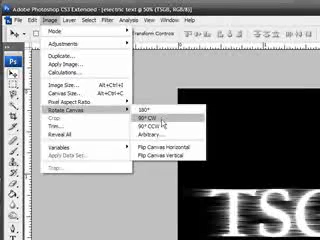 Adobe Photoshop CS3 Extended - [electric text @ 50% (TSGB, RGB/8)]
File Edit Image Layer Select Filter View Window Help
Mode
Transform Controls
Adjustments
Duplicate...
Apply Image...
Calculations...
Image Size... Alt+Ctrl+I
Canvas Size... Alt+Ctrl+C
Pixel Aspect Ratio
Rotate Canvas
180°
Crop
90° CW
Trim...
90° CCW
Reveal All
Arbitrary...
Variables
Flip Canvas Horizontal
Apply Data Set...
Flip Canvas Vertical
Trap...
Ps
TSG